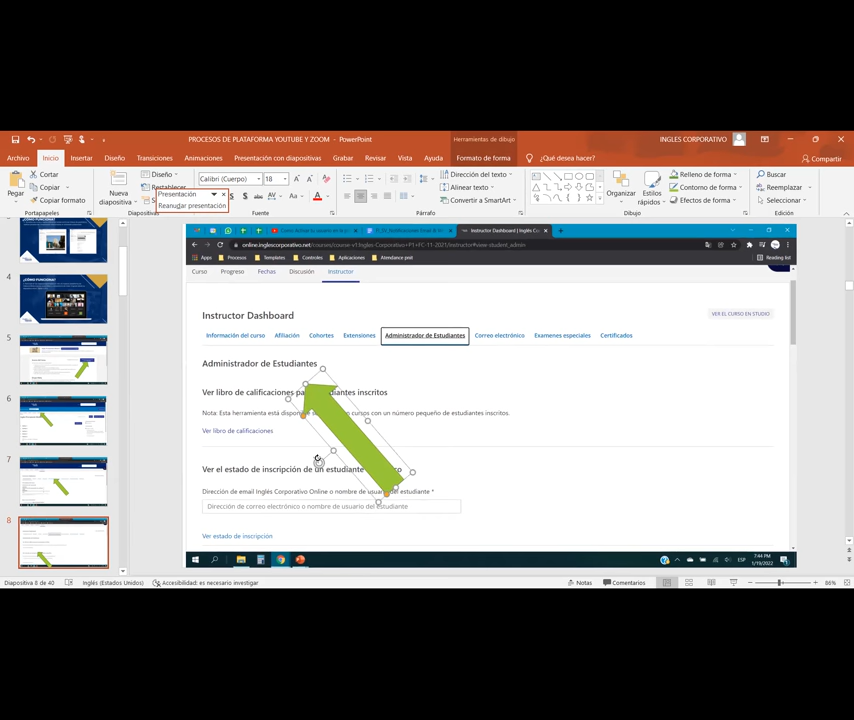 PROCESOS DE PLATAFORMA YOUTUBE Y ZOOM - PowerPoint
Herramientas de dibujo
INGLES CORPORATIVO
Archivo Inicio Insertar Diseño Transiciones Animaciones Presentación con diapositivas Grabar Revisar Vista Ayuda Formato de forma ¿Qué desea hacer? Compartir
Pegar
Cortar
Copiar
Copiar formato
Portapapeles
Nueva
diapositiva
Diseño
Restablecer
Diapositivas
Presentación
Reanudar presentación
Calibri (Cuerpo) 18
Fuente
Dirección del texto
Alinear texto
Convertir a SmartArt
Párrafo
Organizar
Estilos
rápidos
Relleno de forma
Contorno de forma
Efectos de forma
Dibujo
Buscar
Reemplazar
Seleccionar
Edición
¿CÓMO FUNCIONA?
4
5
6
7
8
Instructor Dashboard | Inglés C
online.inglescorporativo.net/courses/course-v1:Ingles-Corporativo+P1+FC-11-2021/instructor#view-student_admin
Apps Procesos Templates Controles Aplicaciones Atendance pmt Reading list
Curso Progreso Fechas Discusión Instructor
Instructor Dashboard
VER EL CURSO EN STUDIO
Información del curso Afiliación Cohortes Extensiones Administrador de Estudiantes Correo electrónico Examenes especiales Certificados
Administrador de Estudiantes
Ver libro de calificaciones para estudiantes inscritos
Nota: Esta herramienta está disponible en cursos con un número pequeño de estudiantes inscritos.
Ver libro de calificaciones
Ver el estado de inscripción de un estudiante
Dirección de email Inglés Corporativo Online o nombre de usuario del estudiante *
Dirección de correo electrónico o nombre de usuario del estudiante
Ver estado de inscripción
ESP
7:44 PM
1/19/2022
Diapositiva 8 de 40 Inglés (Estados Unidos) Accesibilidad: es necesario investigar Notas Comentarios 86%